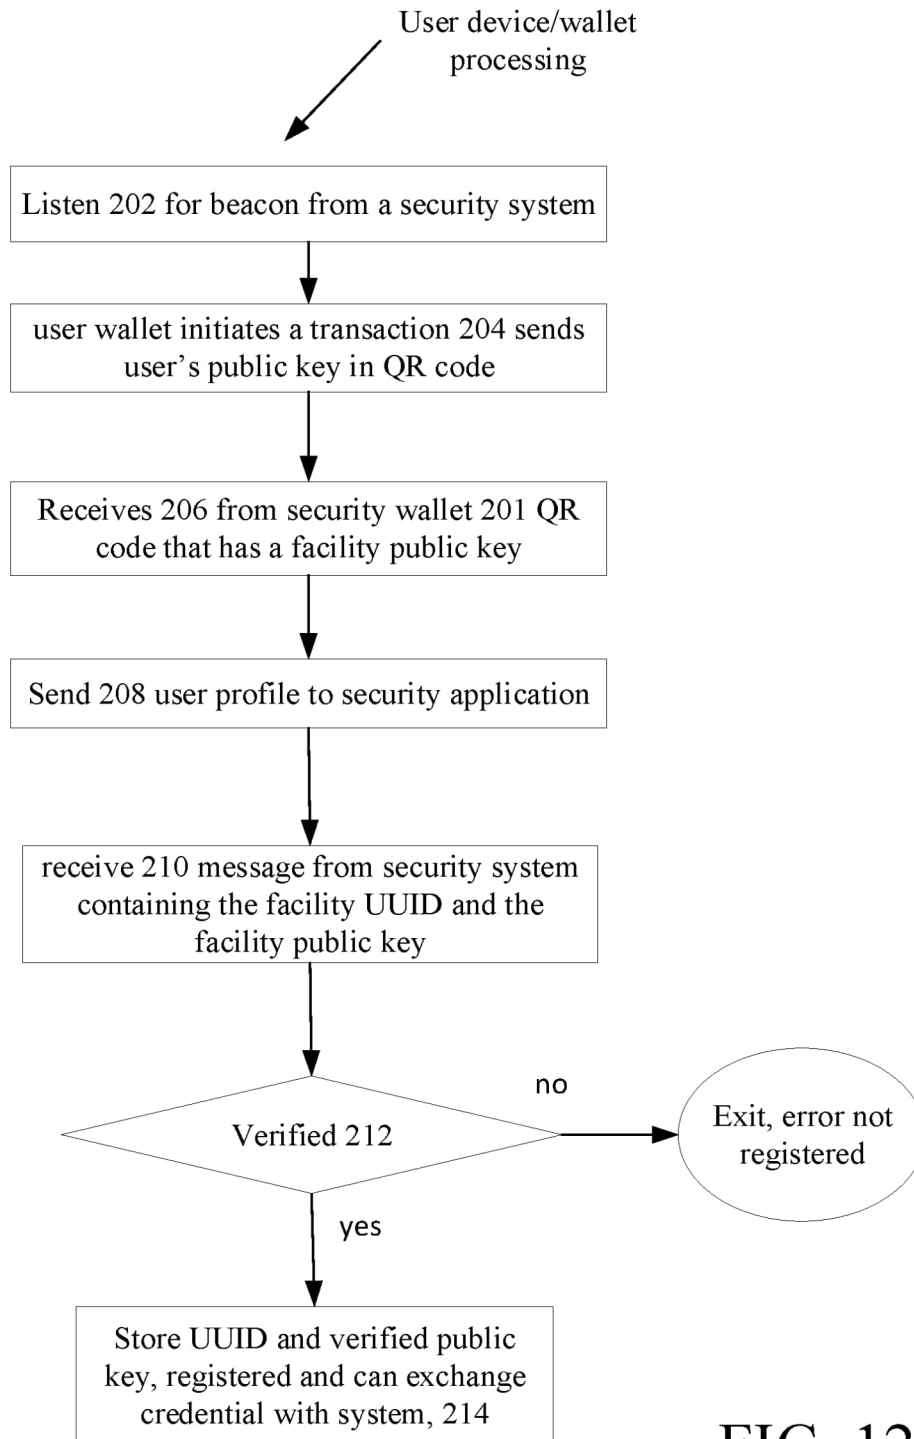 User device/wallet
processing
Listen 202 for beacon from a security system
user wallet initiates a transaction 204 sends
user’s public key in QR code
Receives 206 from security wallet 201 QR
code that has a facility public key
Send 208 user profile to security application
receive 210 message from security system
containing the facility UUID and the
facility public key
Verified 212
no
Exit, error not
registered
yes
Store UUID and verified public
key, registered and can exchange
credential with system, 214
FIG. 12